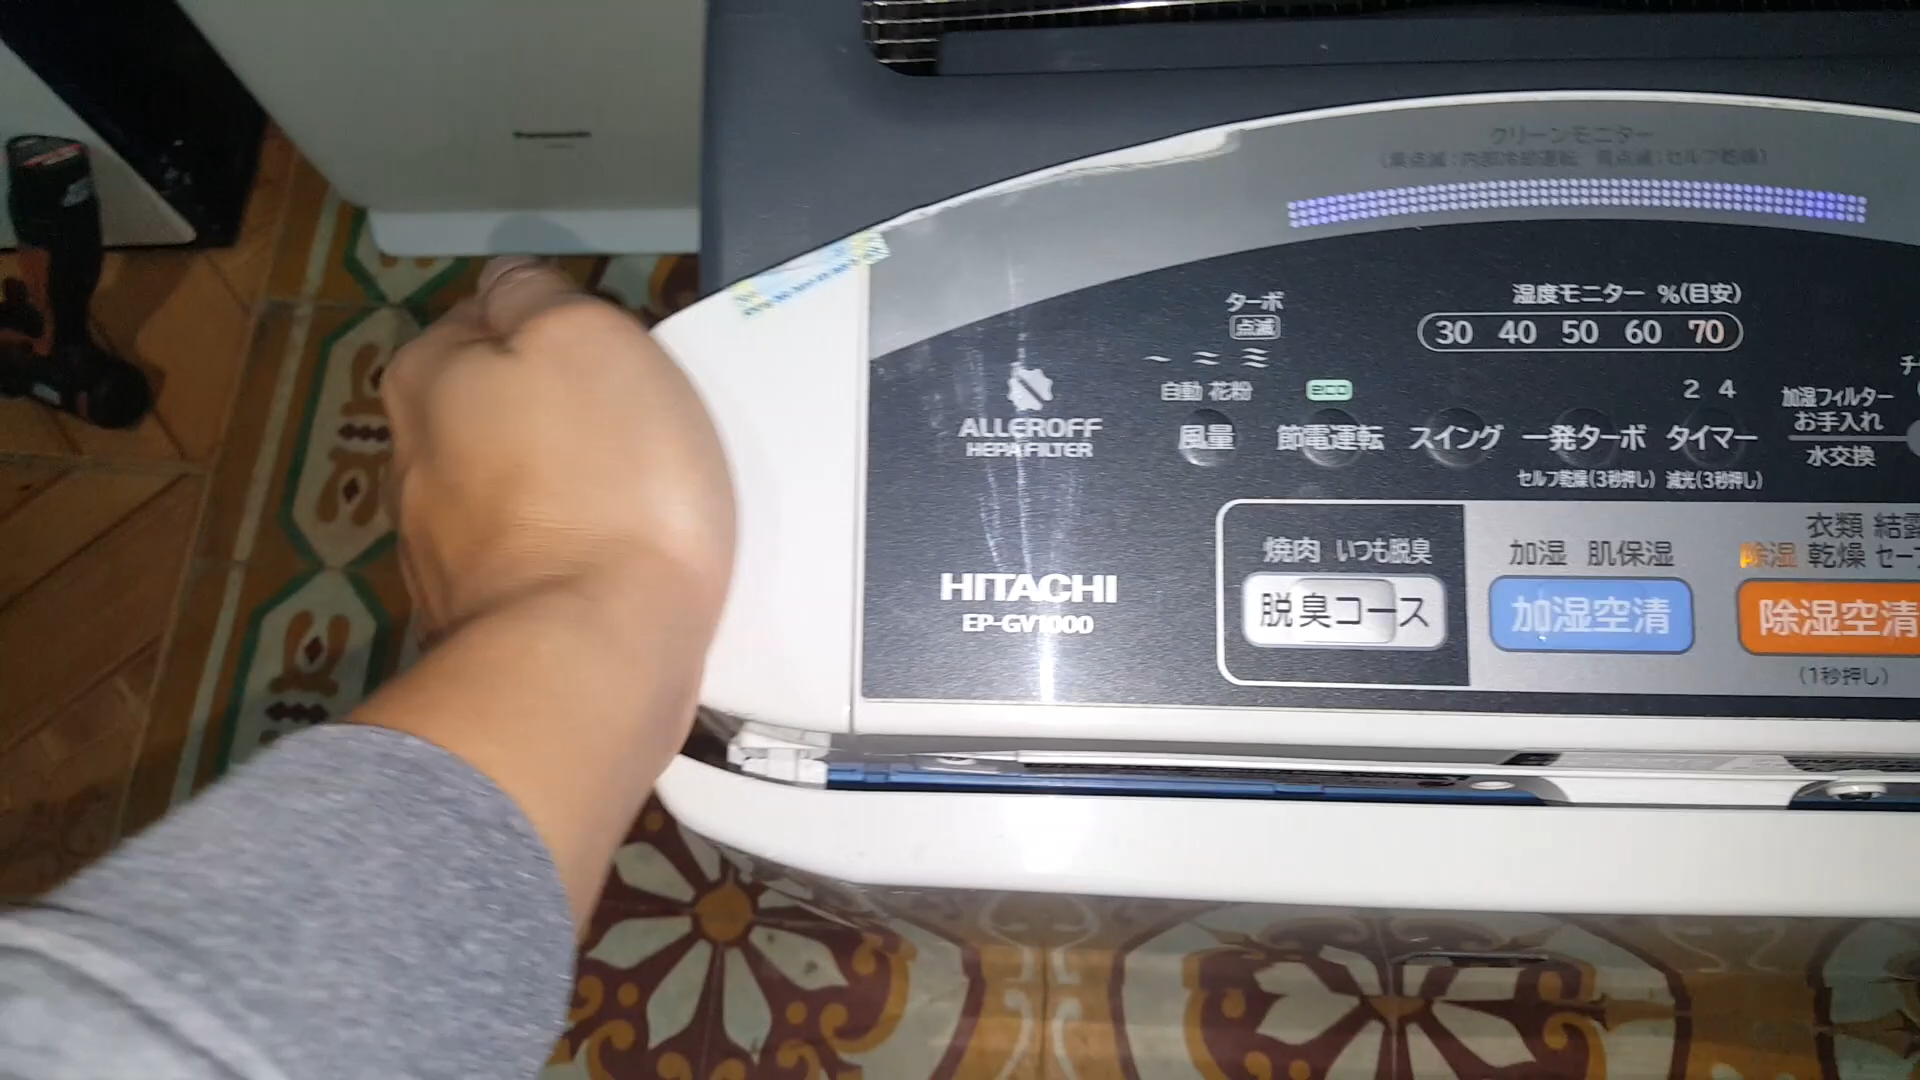 クリーンモニター
湿度モニター %(目安)
30 40 50 60 70
ターボ
点滅
自動 花粉
eco
2 4
風量
節電運転
スイング
一発ターボ
タイマー
セルフ乾燥(3秒押し)
減光(3秒押し)
加湿フィルター
お手入れ
水交換
ALLEROFF
HEPA FILTER
HITACHI
EP-GV1000
焼肉 いつも脱臭
脱臭コース
加湿 肌保湿
加湿空清
衣類
除湿 乾燥
除湿空清
(1秒押し)